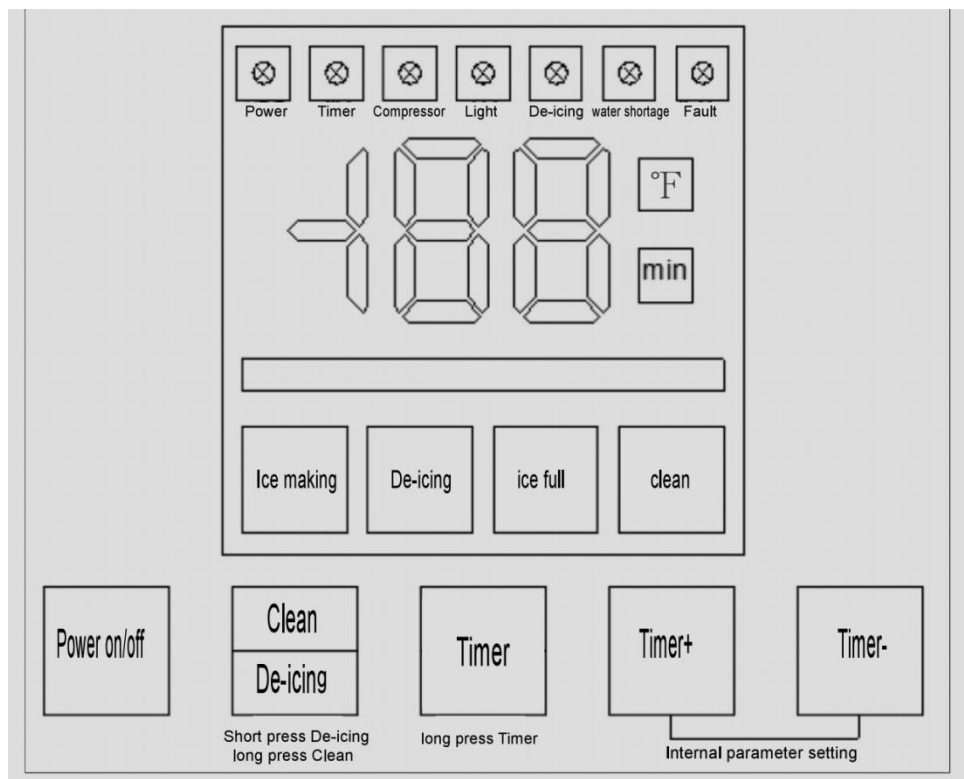 Power Timer Compressor Light De-icing water shortage Fault
-188
°F
min
Ice making De-icing ice full clean
Power on/off
Clean
De-icing
Timer
Timer+
Timer-
Short press De-icing
long press Clean
long press Timer
Internal parameter setting